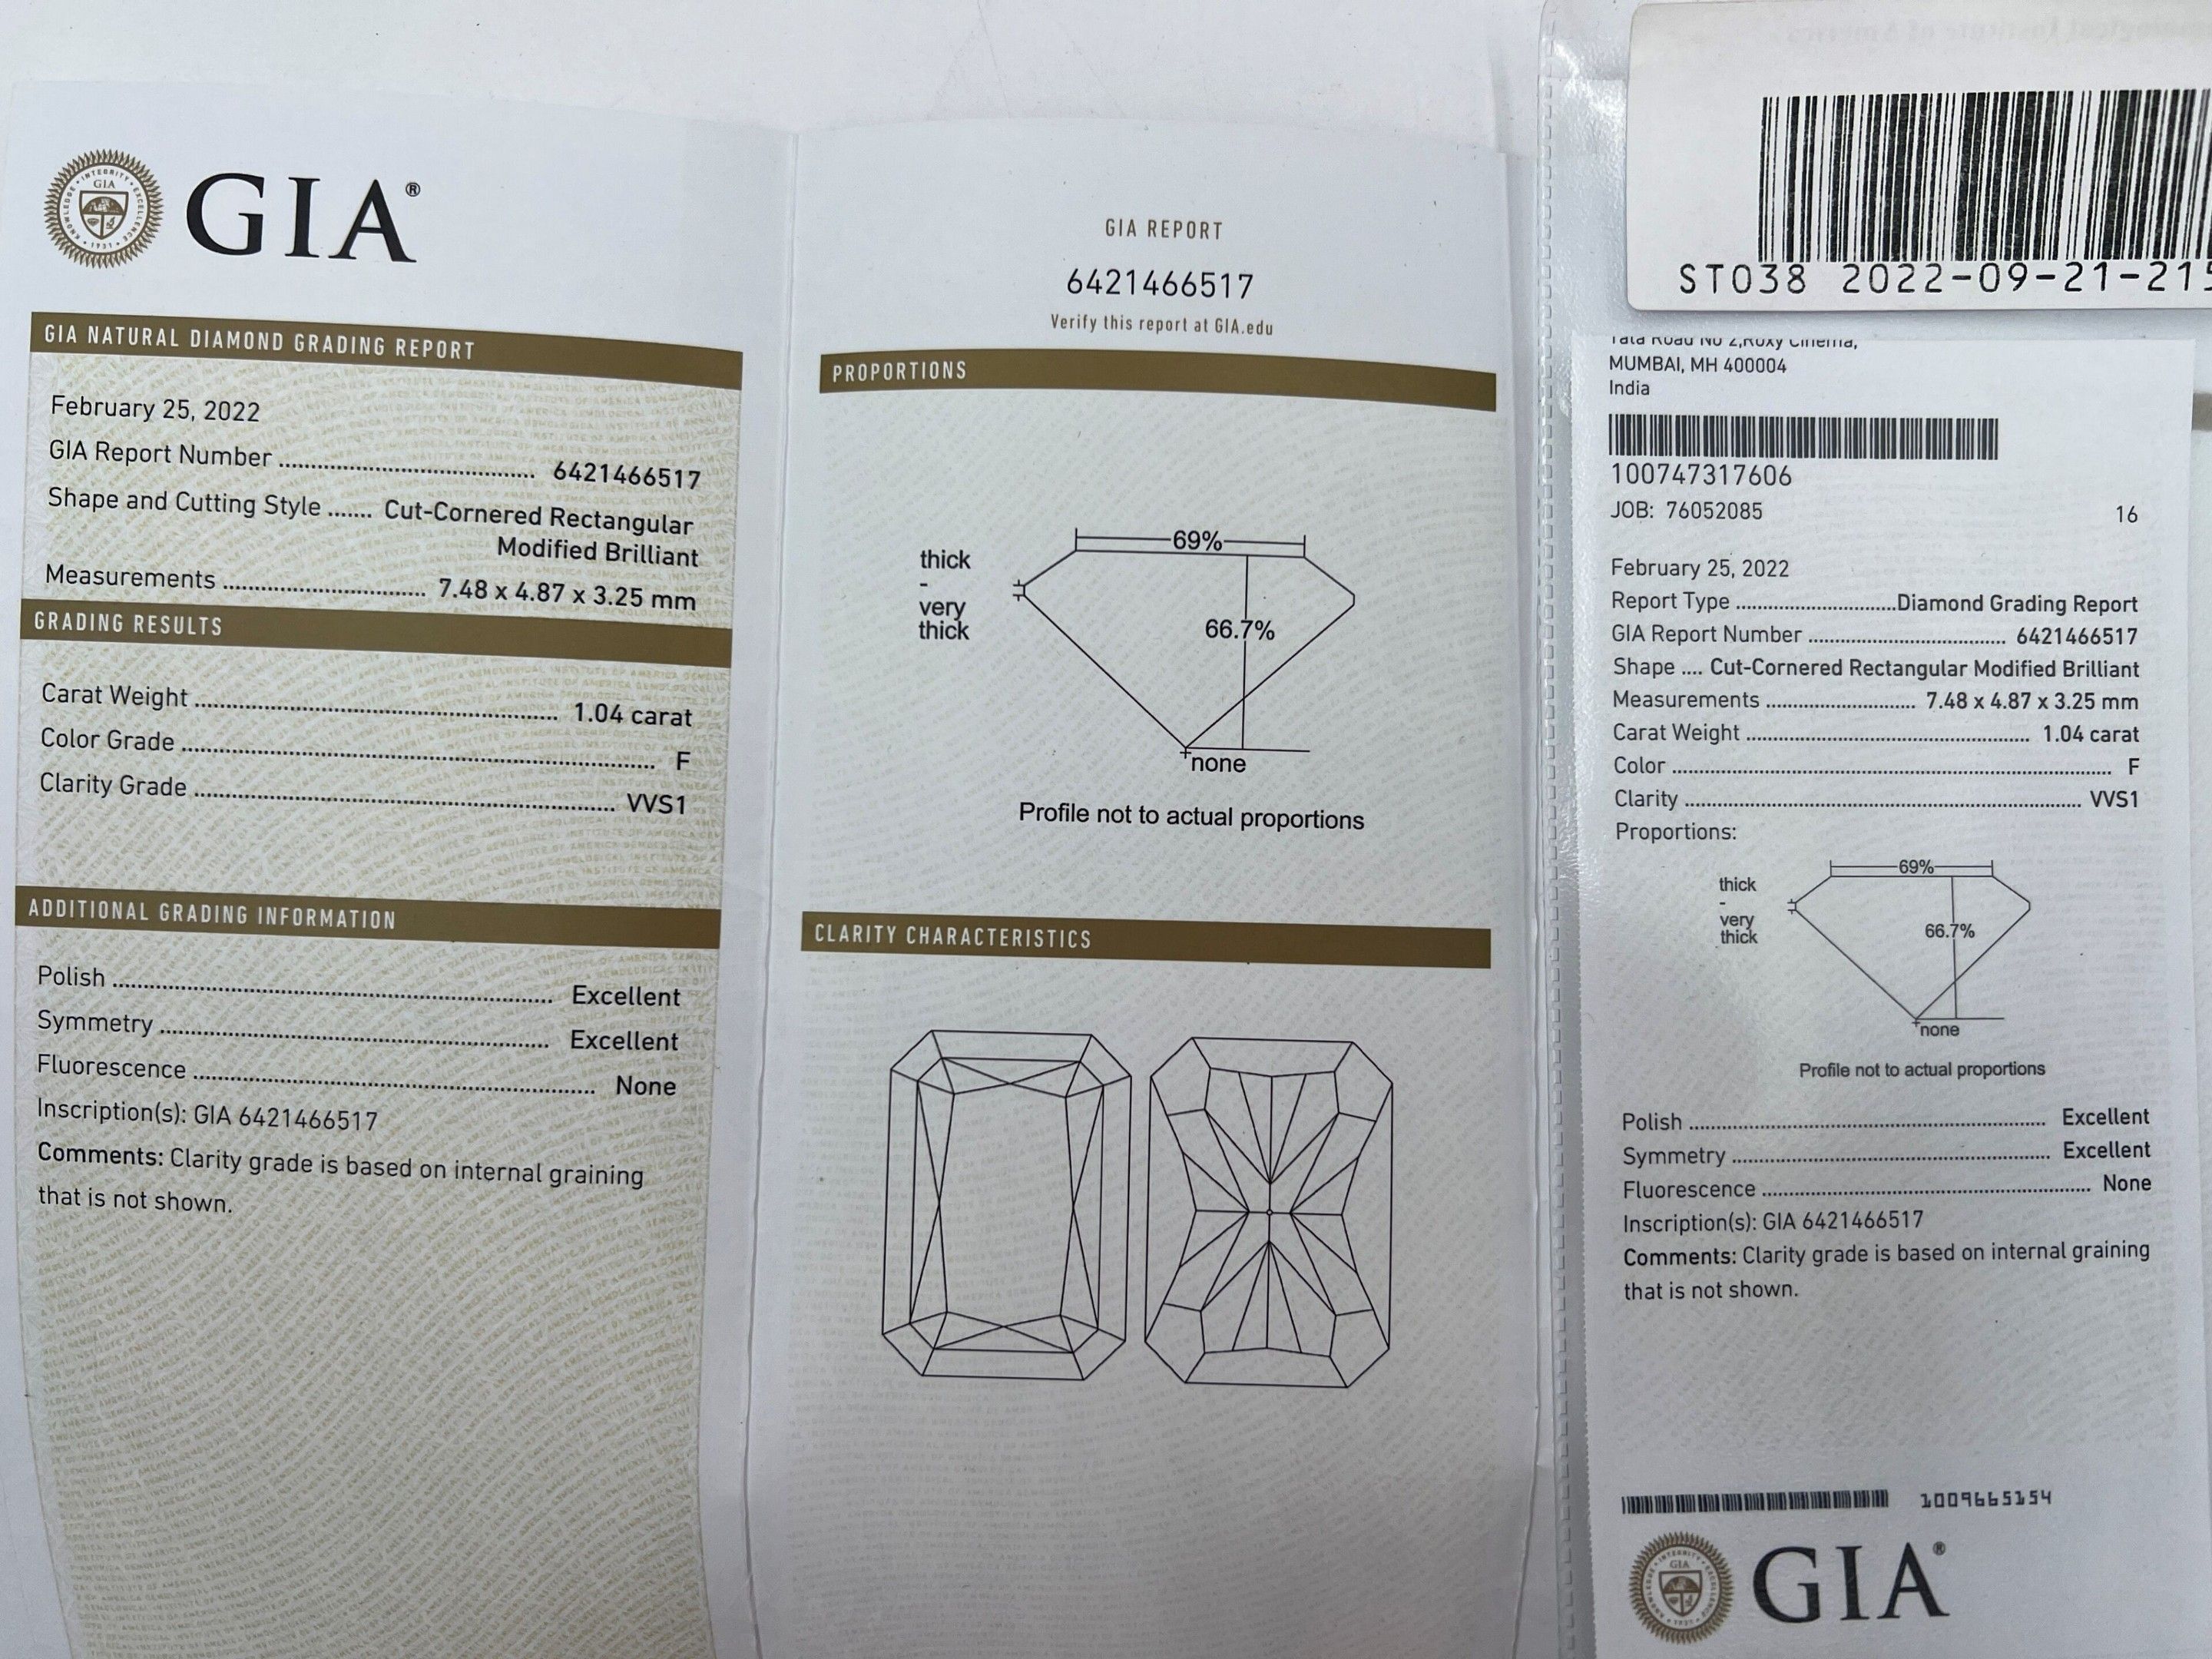 GIA®
GIA NATURAL DIAMOND GRADING REPORT
February 25, 2022
GIA Report Number ........ 6421466517
Shape and Cutting Style ....... Cut-Cornered Rectangular
Modified Brilliant
Measurements ........ 7.48 x 4.87 x 3.25 mm
GRADING RESULTS
Carat Weight ........ 1.04 carat
Color Grade ........ F
Clarity Grade ........ VVS1
ADDITIONAL GRADING INFORMATION
Polish ........ Excellent
Symmetry ........ Excellent
Fluorescence ........ None
Inscription(s): GIA 6421466517
Comments: Clarity grade is based on internal graining
that is not shown.
GIA REPORT
6421466517
Verify this report at GIA.edu
PROPORTIONS
69%
thick
-
very
thick
66.7%
none
Profile not to actual proportions
CLARITY CHARACTERISTICS
ST038 2022-09-21-215
Tata Road No 2,Roxy Cinema,
MUMBAI, MH 400004
India
100747317606
JOB: 76052085 16
February 25, 2022
Report Type ........ Diamond Grading Report
GIA Report Number ........ 6421466517
Shape .... Cut-Cornered Rectangular Modified Brilliant
Measurements ........ 7.48 x 4.87 x 3.25 mm
Carat Weight ........ 1.04 carat
Color ........ F
Clarity ........ VVS1
Proportions:
69%
thick
-
very
thick
66.7%
none
Profile not to actual proportions
Polish ........ Excellent
Symmetry ........ Excellent
Fluorescence ........ None
Inscription(s): GIA 6421466517
Comments: Clarity grade is based on internal graining
that is not shown.
1009665154
GIA®